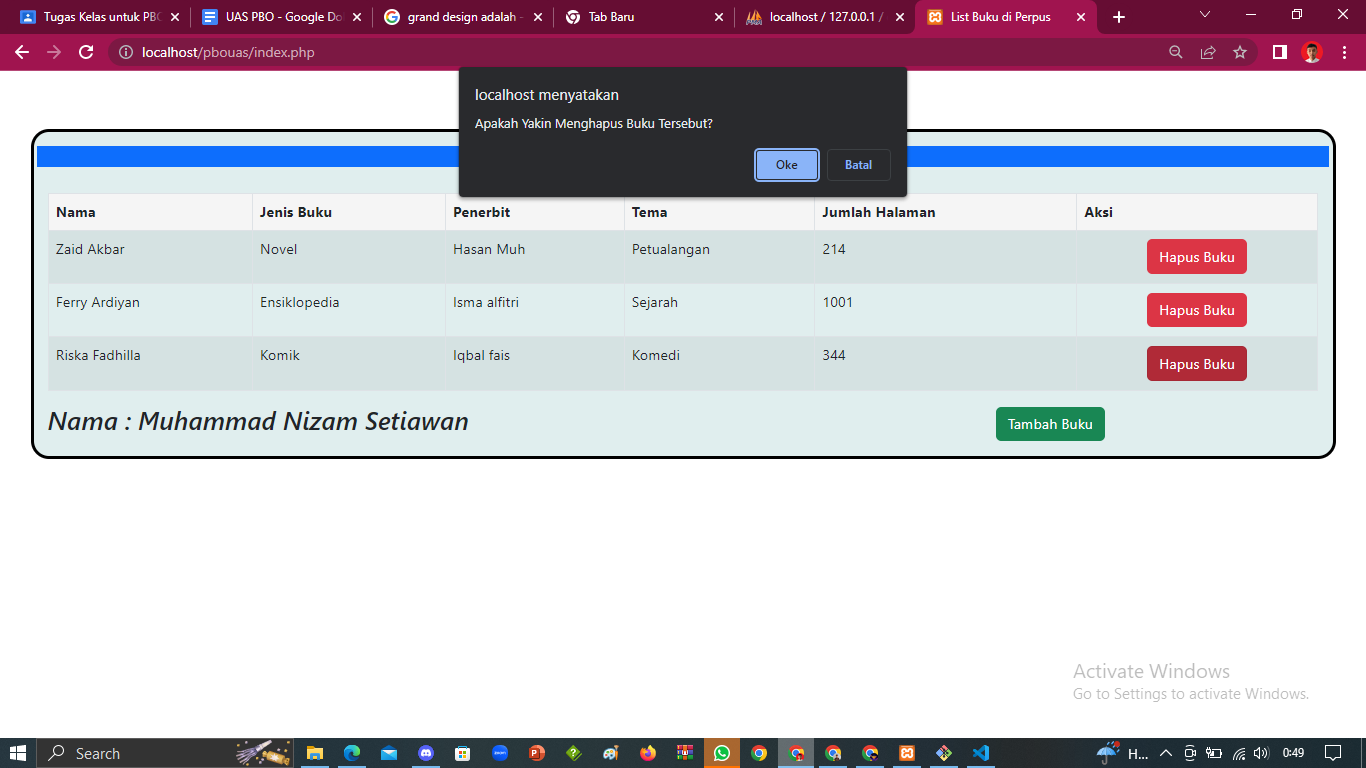 Tugas Kelas untuk PBO
UAS PBO - Google Do
grand design adalah -
Tab Baru
localhost / 127.0.0.1 /
List Buku di Perpus
localhost/pbouas/index.php
localhost menyatakan
Apakah Yakin Menghapus Buku Tersebut?
Oke Batal
Nama Jenis Buku Penerbit Tema Jumlah Halaman Aksi
Zaid Akbar Novel Hasan Muh Petualangan 214 Hapus Buku
Ferry Ardiyan Ensiklopedia Isma alfitri Sejarah 1001 Hapus Buku
Riska Fadhilla Komik Iqbal fais Komedi 344 Hapus Buku
Nama : Muhammad Nizam Setiawan Tambah Buku
Activate Windows
Go to Settings to activate Windows.
Search H... 0:49